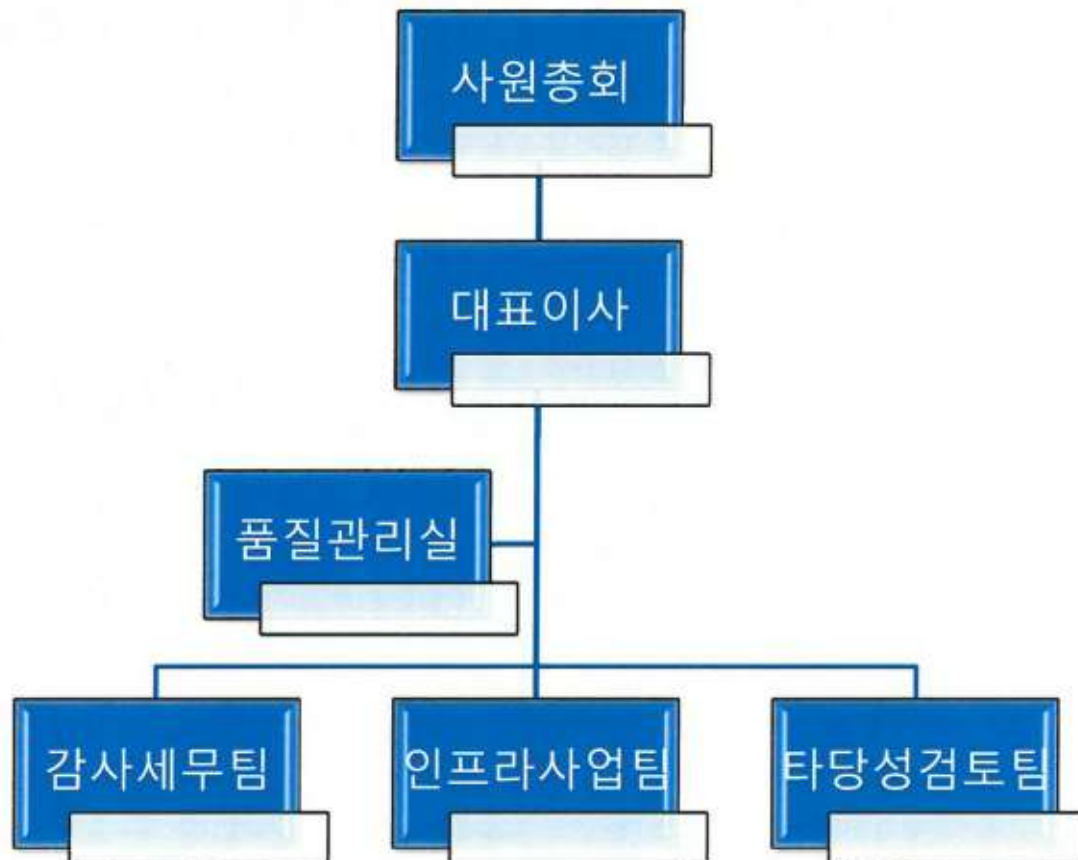 사원총회
대표이사
품질관리실
감사세무팀
인프라사업팀
타당성검토팀